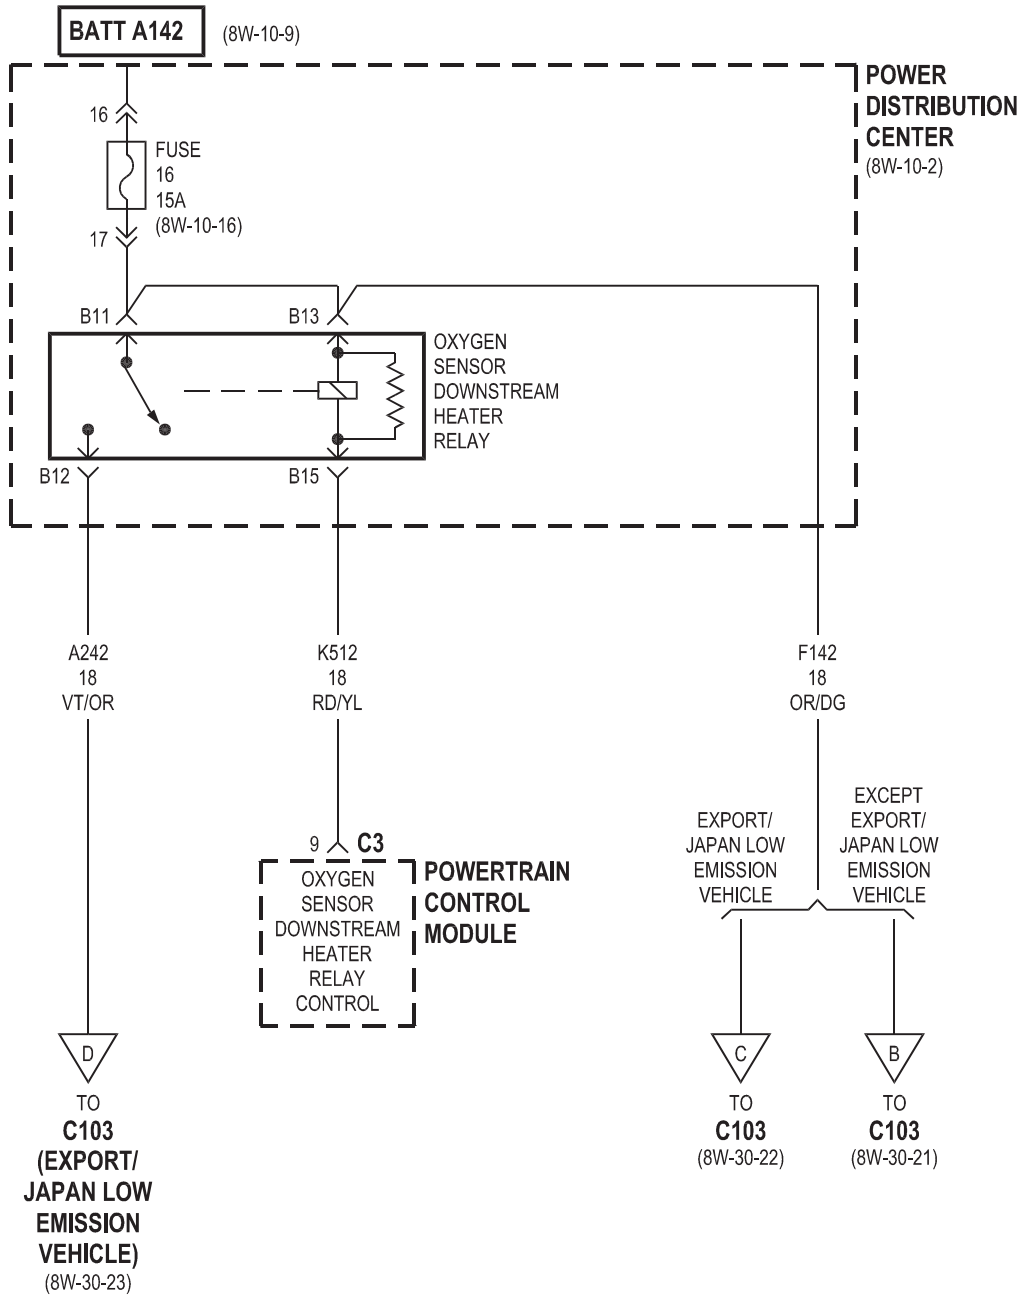 BATT A142
(8W-10-9)
POWER
DISTRIBUTION
CENTER
(8W-10-2)
16
FUSE
16
15A
(8W-10-16)
17
B11
B13
OXYGEN
SENSOR
DOWNSTREAM
HEATER
RELAY
B12
B15
A242
18
VT/OR
K512
18
RD/YL
F142
18
OR/DG
EXPORT/
JAPAN LOW
EMISSION
VEHICLE
EXCEPT
EXPORT/
JAPAN LOW
EMISSION
VEHICLE
9 C3
OXYGEN
SENSOR
DOWNSTREAM
HEATER
RELAY
CONTROL
POWERTRAIN
CONTROL
MODULE
D
TO
C103
(EXPORT/
JAPAN LOW
EMISSION
VEHICLE)
(8W-30-23)
C
TO
C103
(8W-30-22)
B
TO
C103
(8W-30-21)